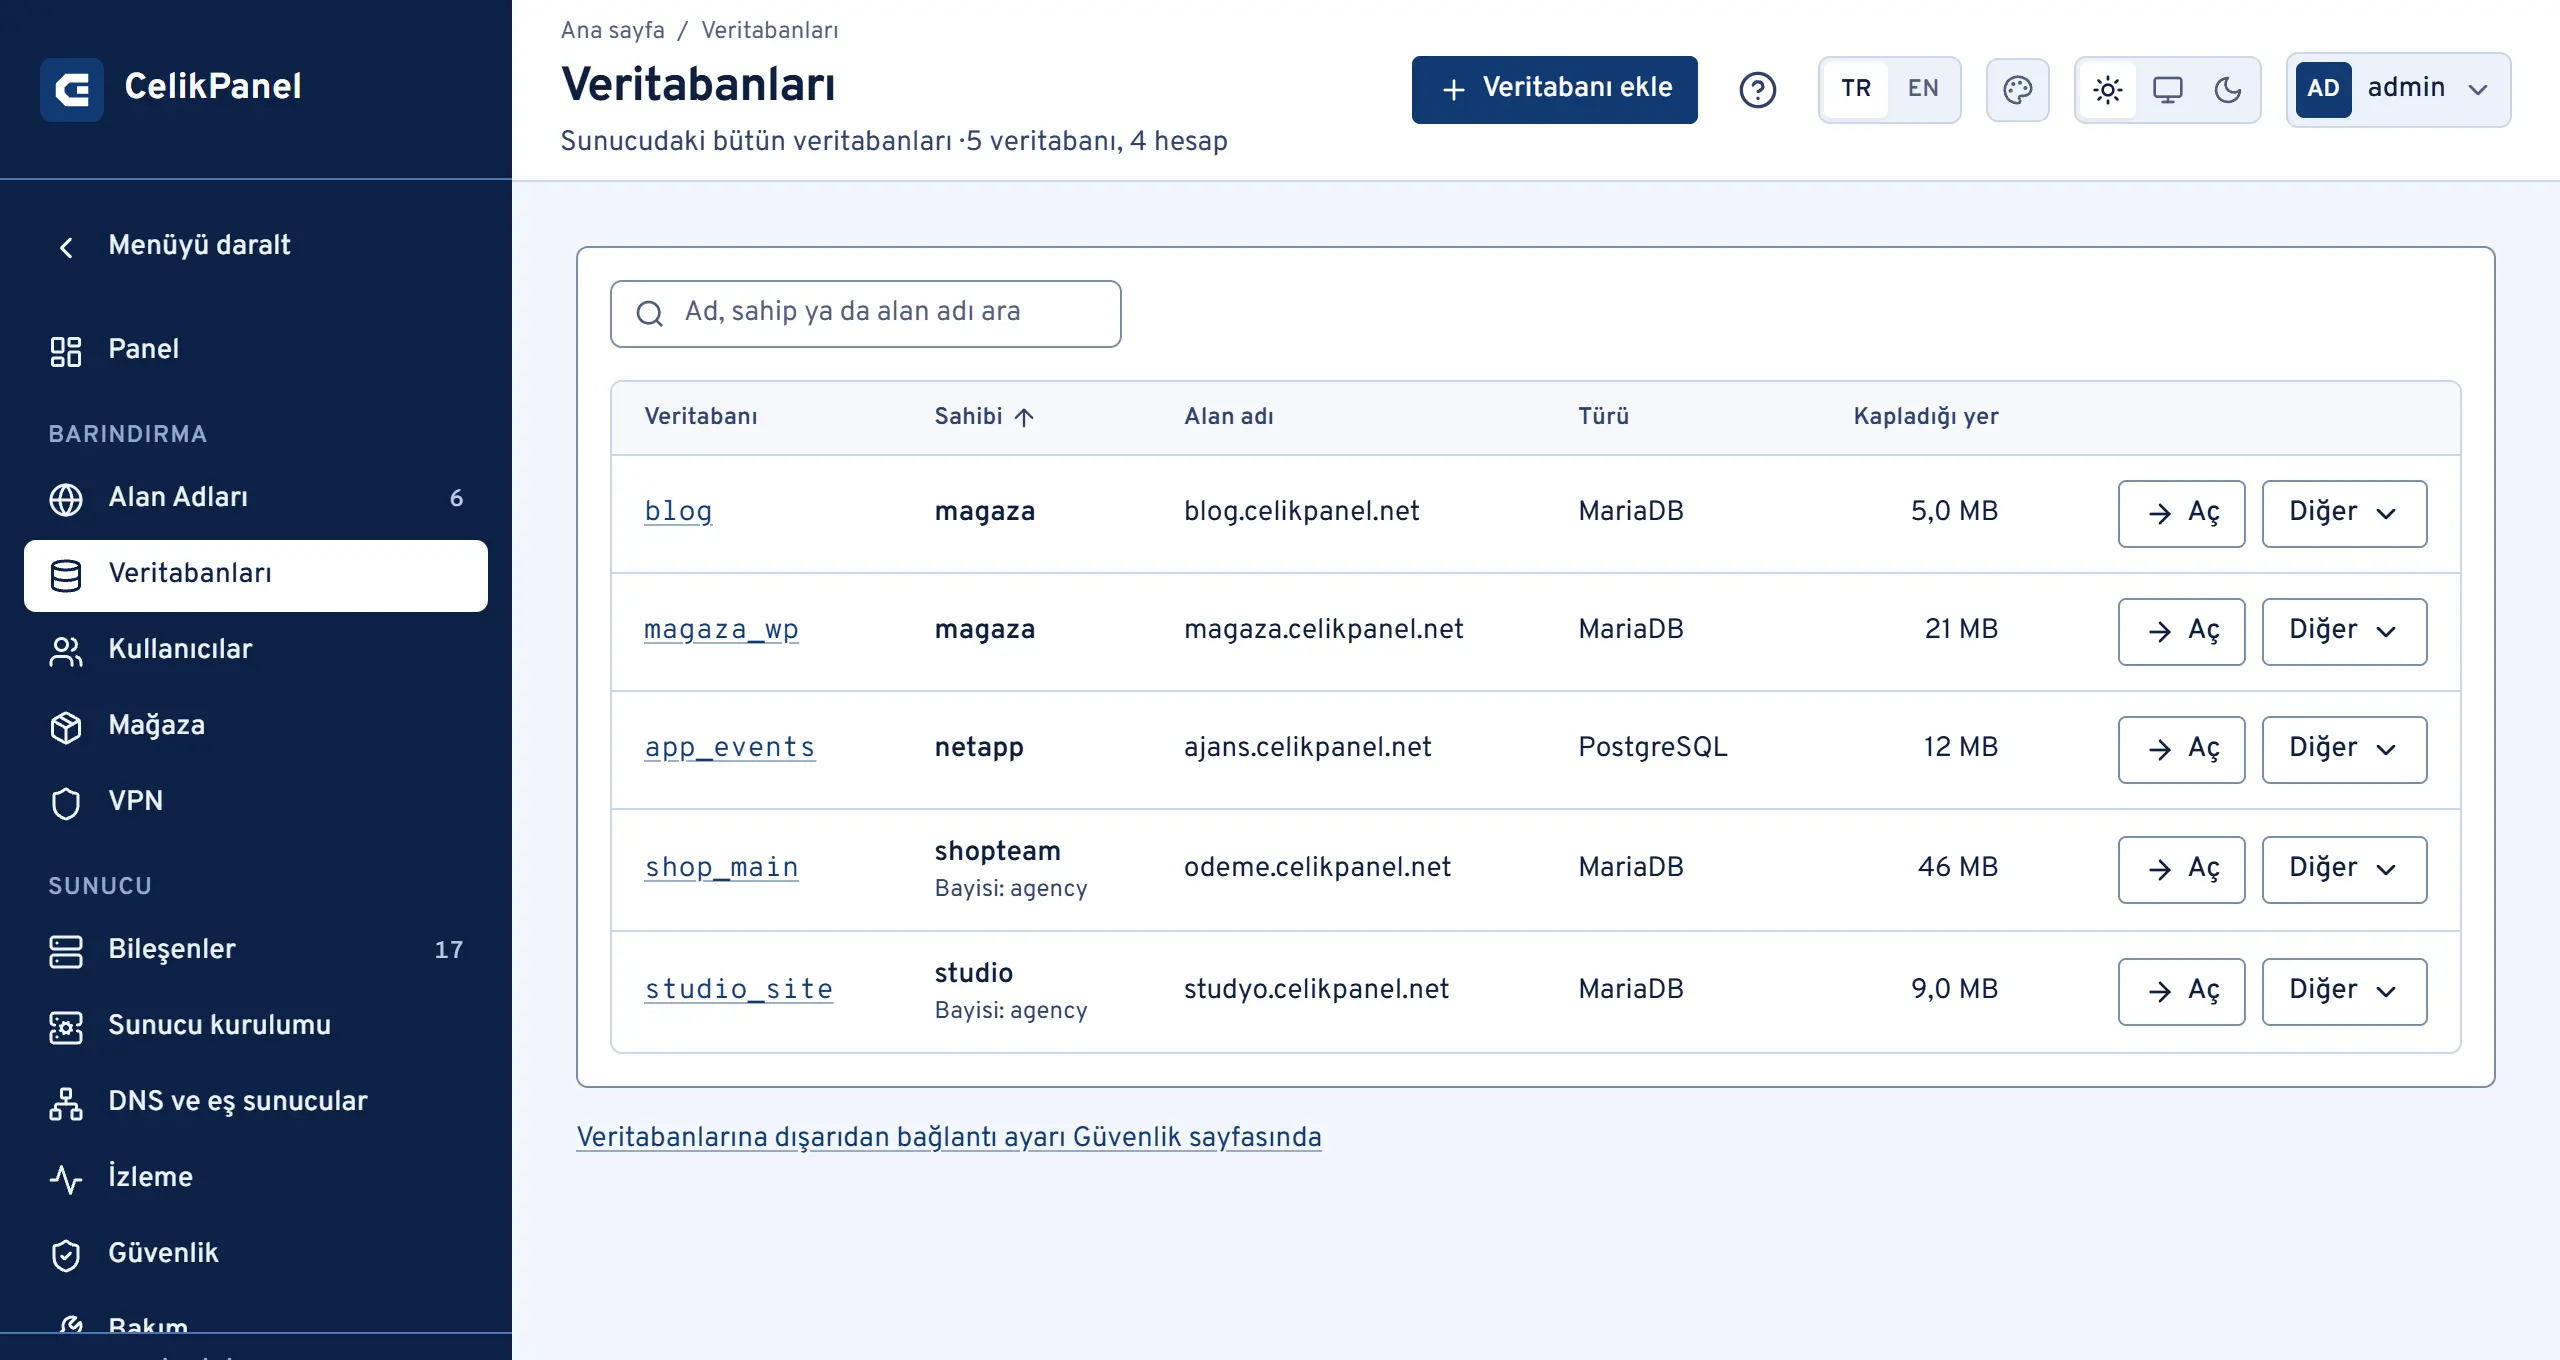 CelikPanel
Menüyü daralt
Panel
BARINDIRMA
Alan Adları 6
Veritabanları
Kullanıcılar
Mağaza
VPN
SUNUCU
Bileşenler 17
Sunucu kurulumu
DNS ve eş sunucular
İzleme
Güvenlik
Bakım
Ana sayfa / Veritabanları
Veritabanları
Sunucudaki bütün veritabanları ·5 veritabanı, 4 hesap
+ Veritabanı ekle
TR EN
AD admin
Ad, sahip ya da alan adı ara
Veritabanı Sahibi ↑ Alan adı Türü Kapladığı yer
blog magaza blog.celikpanel.net MariaDB 5,0 MB → Aç Diğer
magaza_wp magaza magaza.celikpanel.net MariaDB 21 MB → Aç Diğer
app_events netapp ajans.celikpanel.net PostgreSQL 12 MB → Aç Diğer
shop_main shopteam odeme.celikpanel.net MariaDB 46 MB → Aç Diğer
Bayisi: agency
studio_site studio studyo.celikpanel.net MariaDB 9,0 MB → Aç Diğer
Bayisi: agency
Veritabanlarına dışarıdan bağlantı ayarı Güvenlik sayfasında